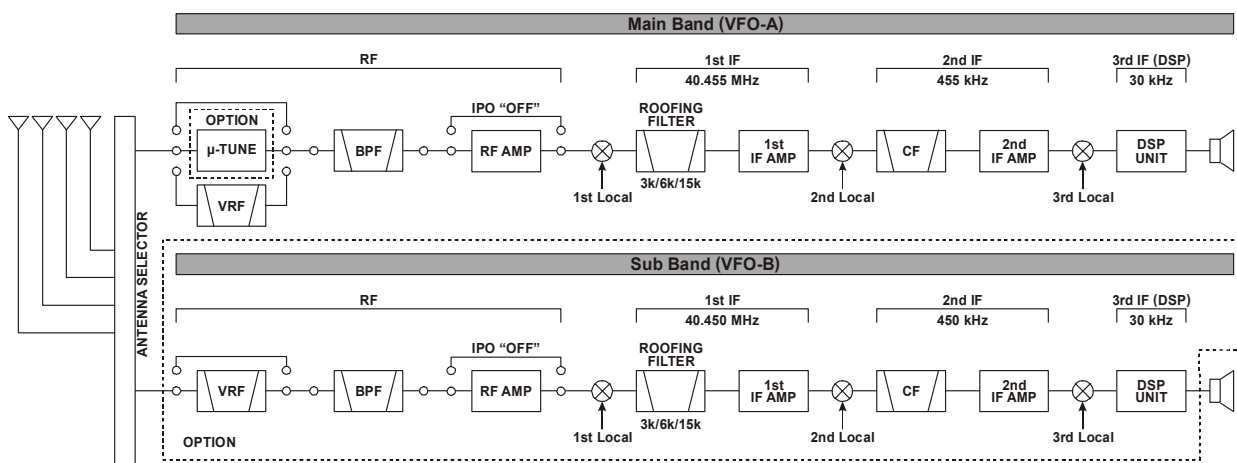 Main Band (VFO-A)
RF
1st IF
2nd IF
3rd IF (DSP)
40.455 MHz
455 kHz
30 kHz
OPTION
IPO “OFF”
ROOFING
FILTER
µ-TUNE
BPF
RF AMP
1st
IF AMP
CF
2nd
IF AMP
DSP
UNIT
3k/6k/15k
1st Local
2nd Local
3rd Local
VRF
ANTENNA SELECTOR
Sub Band (VFO-B)
RF
1st IF
2nd IF
3rd IF (DSP)
40.450 MHz
450 kHz
30 kHz
IPO “OFF”
ROOFING
FILTER
VRF
BPF
RF AMP
1st
IF AMP
CF
2nd
IF AMP
DSP
UNIT
3k/6k/15k
1st Local
2nd Local
3rd Local
OPTION